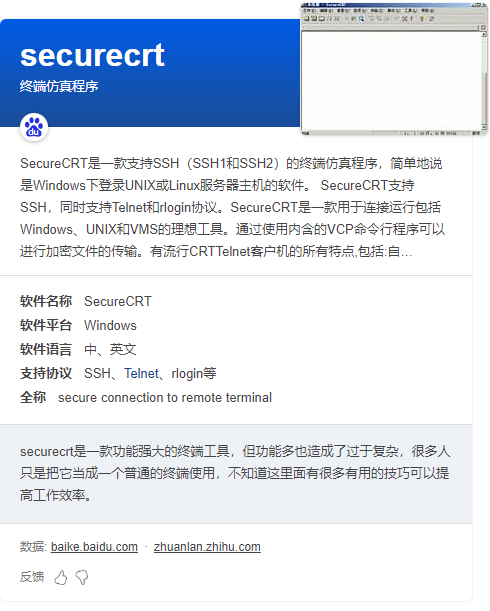 securecrt
终端仿真程序
SecureCRT是一款支持SSH（SSH1和SSH2）的终端仿真程序，简单地说
是Windows下登录UNIX或Linux服务器主机的软件。 SecureCRT支持
SSH，同时支持Telnet和rlogin协议。SecureCRT是一款用于连接运行包括
Windows、UNIX和VMS的理想工具。通过使用内含的VCP命令行程序可以
进行加密文件的传输。有流行CRTTelnet客户机的所有特点,包括:自...
软件名称 SecureCRT
软件平台 Windows
软件语言 中、英文
支持协议 SSH、Telnet、rlogin等
全称 secure connection to remote terminal
securecrt是一款功能强大的终端工具，但功能多也造成了过于复杂，很多人
只是把它当成一个普通的终端使用，不知道这里面有很多有用的技巧可以提
高工作效率。
数据: baike.baidu.com · zhuanlan.zhihu.com
反馈